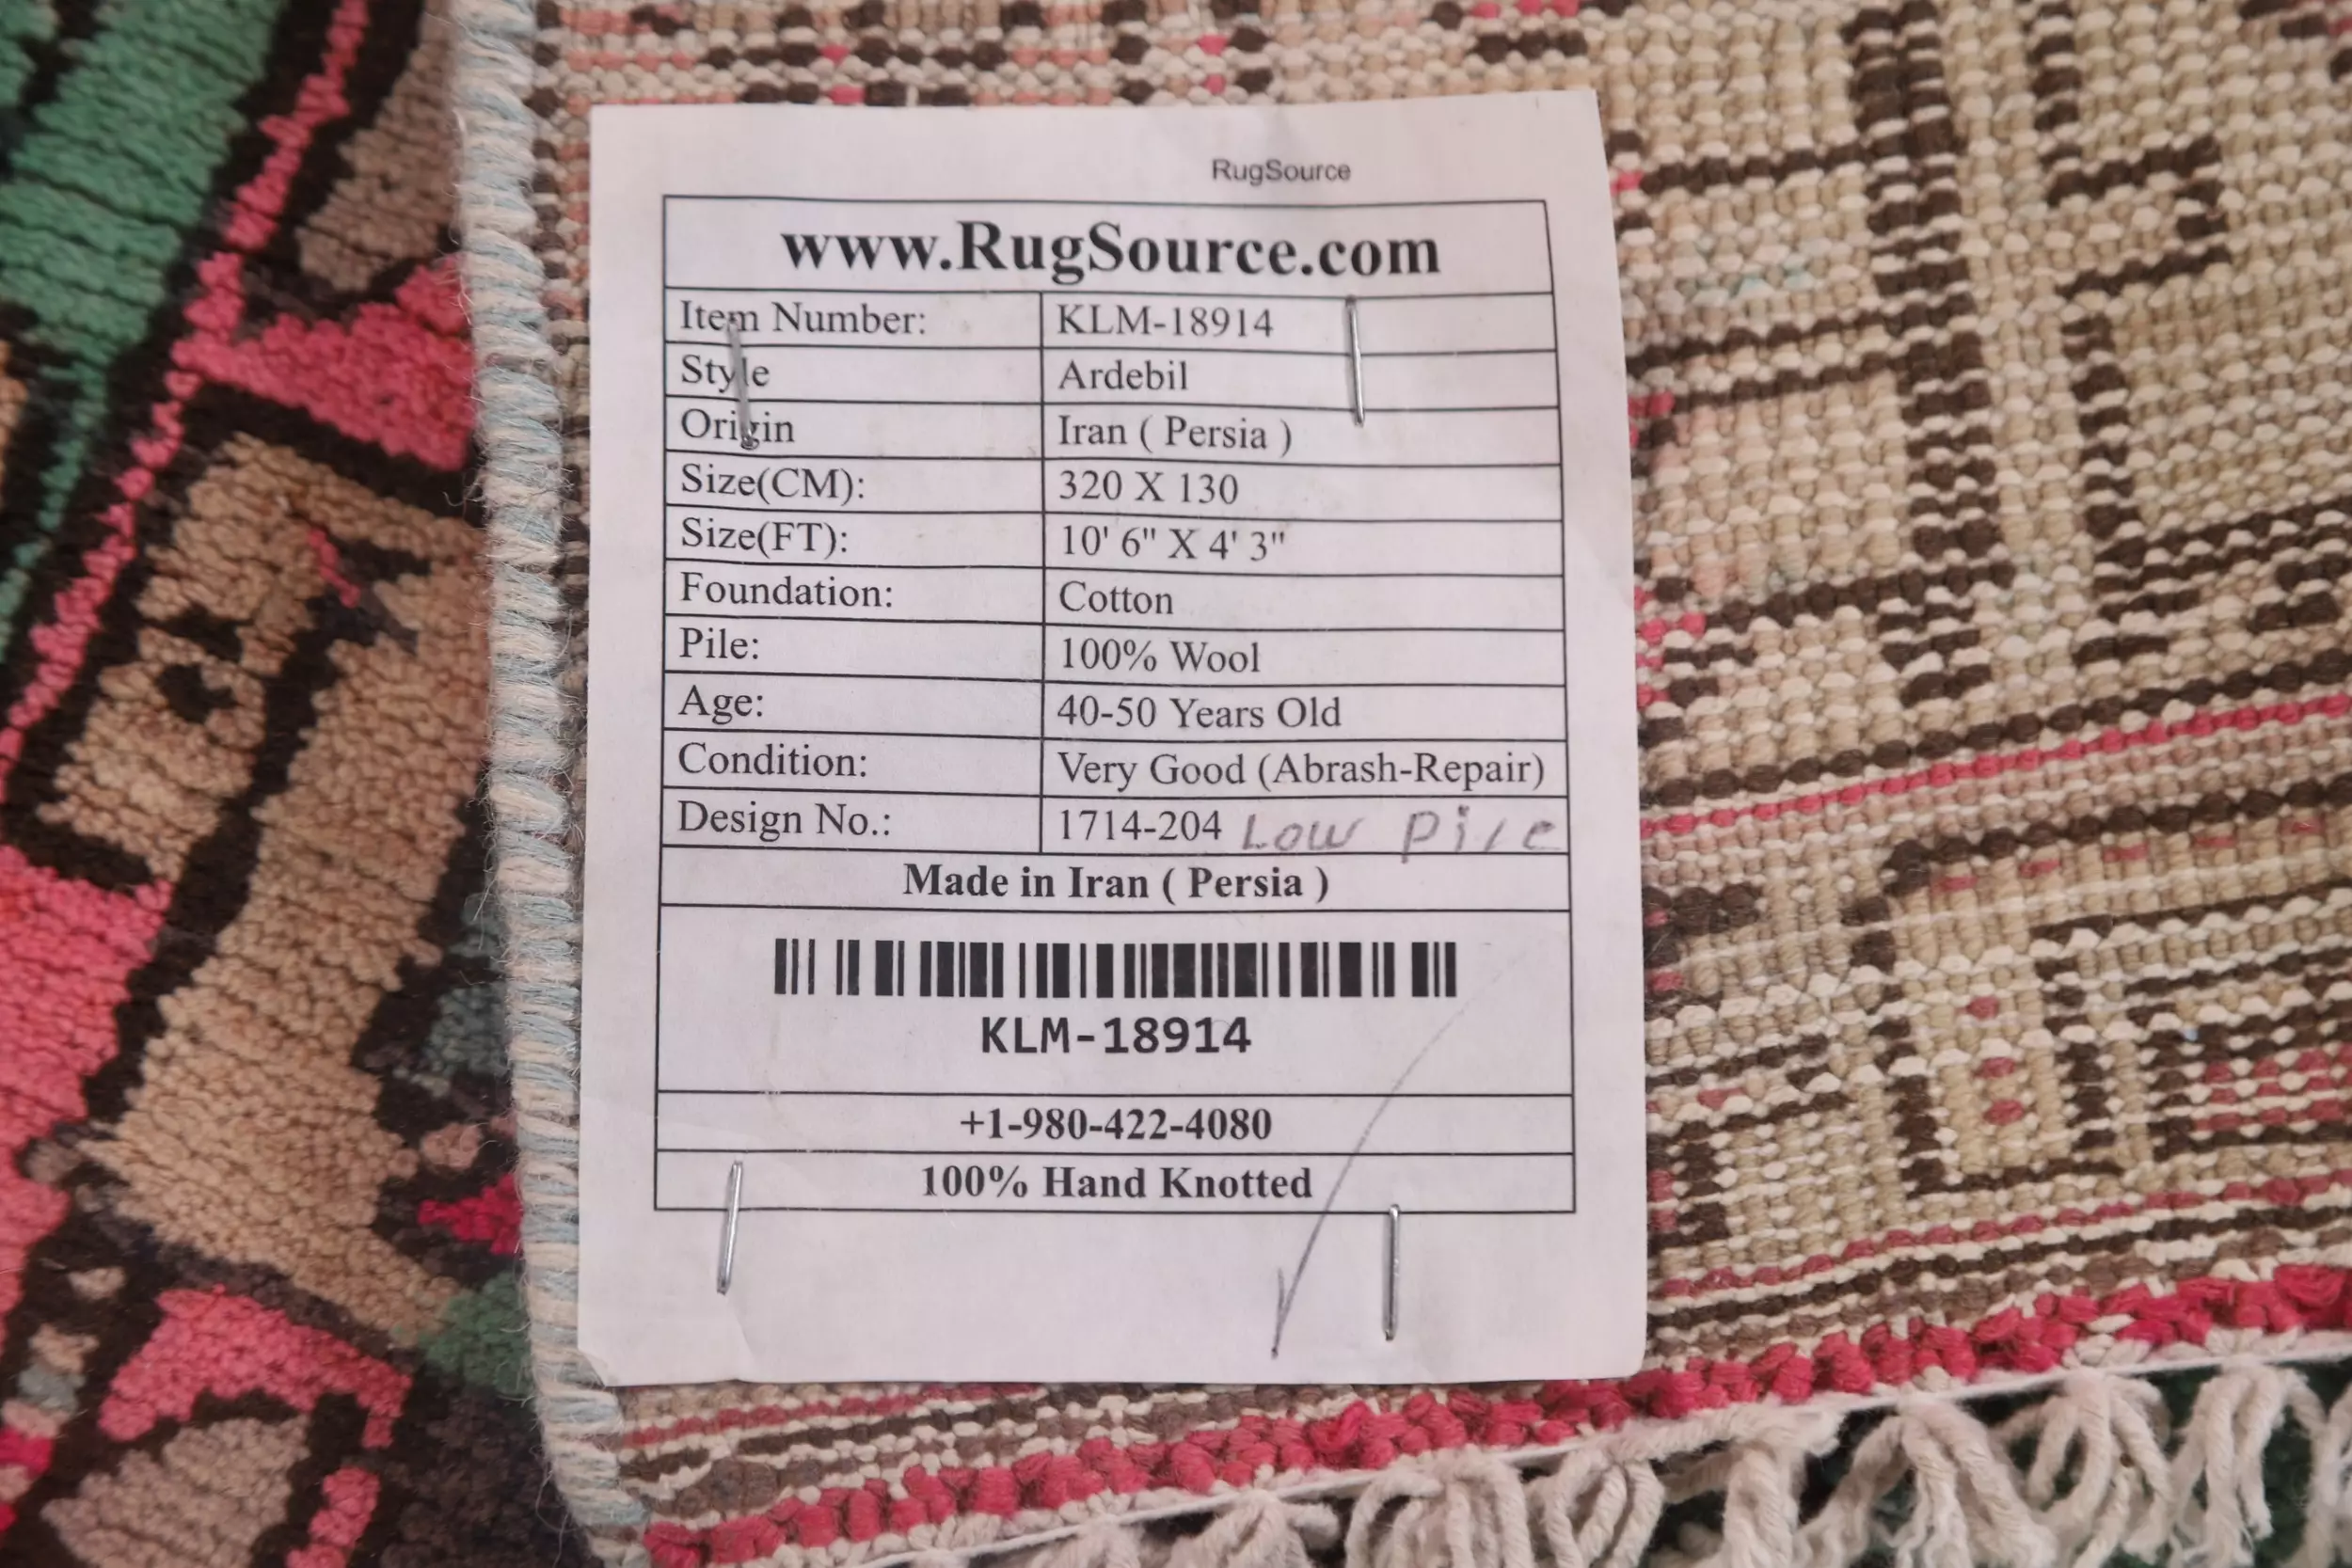 RugSource
www.RugSource.com
Item Number: KLM-18914
Style Ardebil
Origin Iran ( Persia )
Size(CM): 320 X 130
Size(FT): 10' 6" X 4' 3"
Foundation: Cotton
Pile: 100% Wool
Age: 40-50 Years Old
Condition: Very Good (Abrash-Repair)
Design No.: 1714-204 Low Pile
Made in Iran ( Persia )
KLM-18914
+1-980-422-4080
100% Hand Knotted